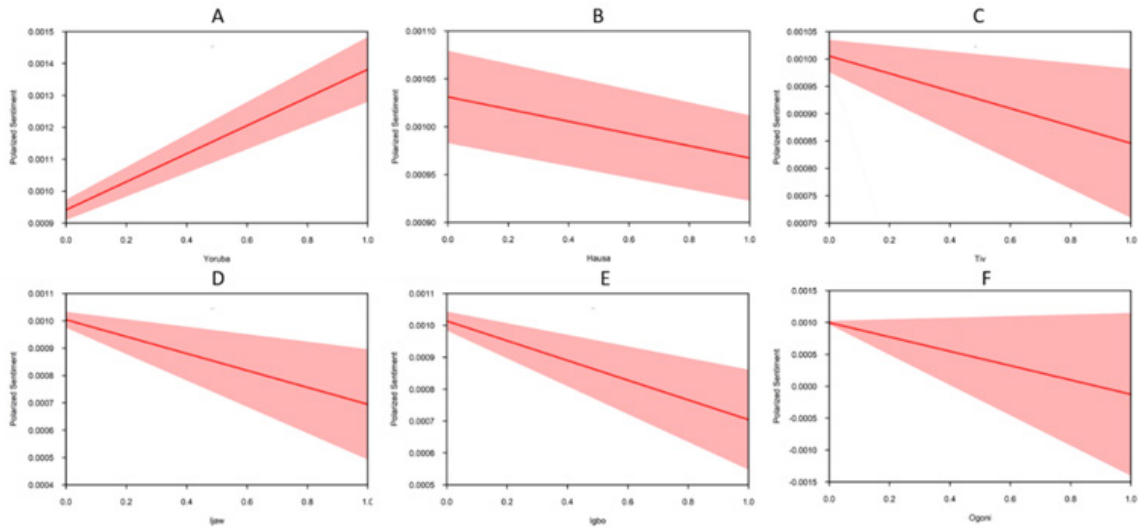 A
B
C
Polarized Sentiment
0.0015
0.0014
0.0013
0.0012
0.0011
0.0010
0.0009
0.0 0.2 0.4 0.6 0.8 1.0
Yoruba
Polarized Sentiment
0.00110
0.00105
0.00100
0.00095
0.00090
0.0 0.2 0.4 0.6 0.8 1.0
Hausa
Polarized Sentiment
0.00105
0.00100
0.00095
0.00090
0.00085
0.00080
0.00075
0.00070
0.0 0.2 0.4 0.6 0.8 1.0
Tiv
D
E
F
Polarized Sentiment
0.0011
0.0010
0.0009
0.0008
0.0007
0.0006
0.0005
0.0004
0.0 0.2 0.4 0.6 0.8 1.0
Ijaw
Polarized Sentiment
0.0011
0.0010
0.0009
0.0008
0.0007
0.0006
0.0005
0.0 0.2 0.4 0.6 0.8 1.0
Igbo
Polarized Sentiment
0.0015
0.0010
0.0005
0.0000
-0.0005
-0.0010
-0.0015
0.0 0.2 0.4 0.6 0.8 1.0
Ogoni